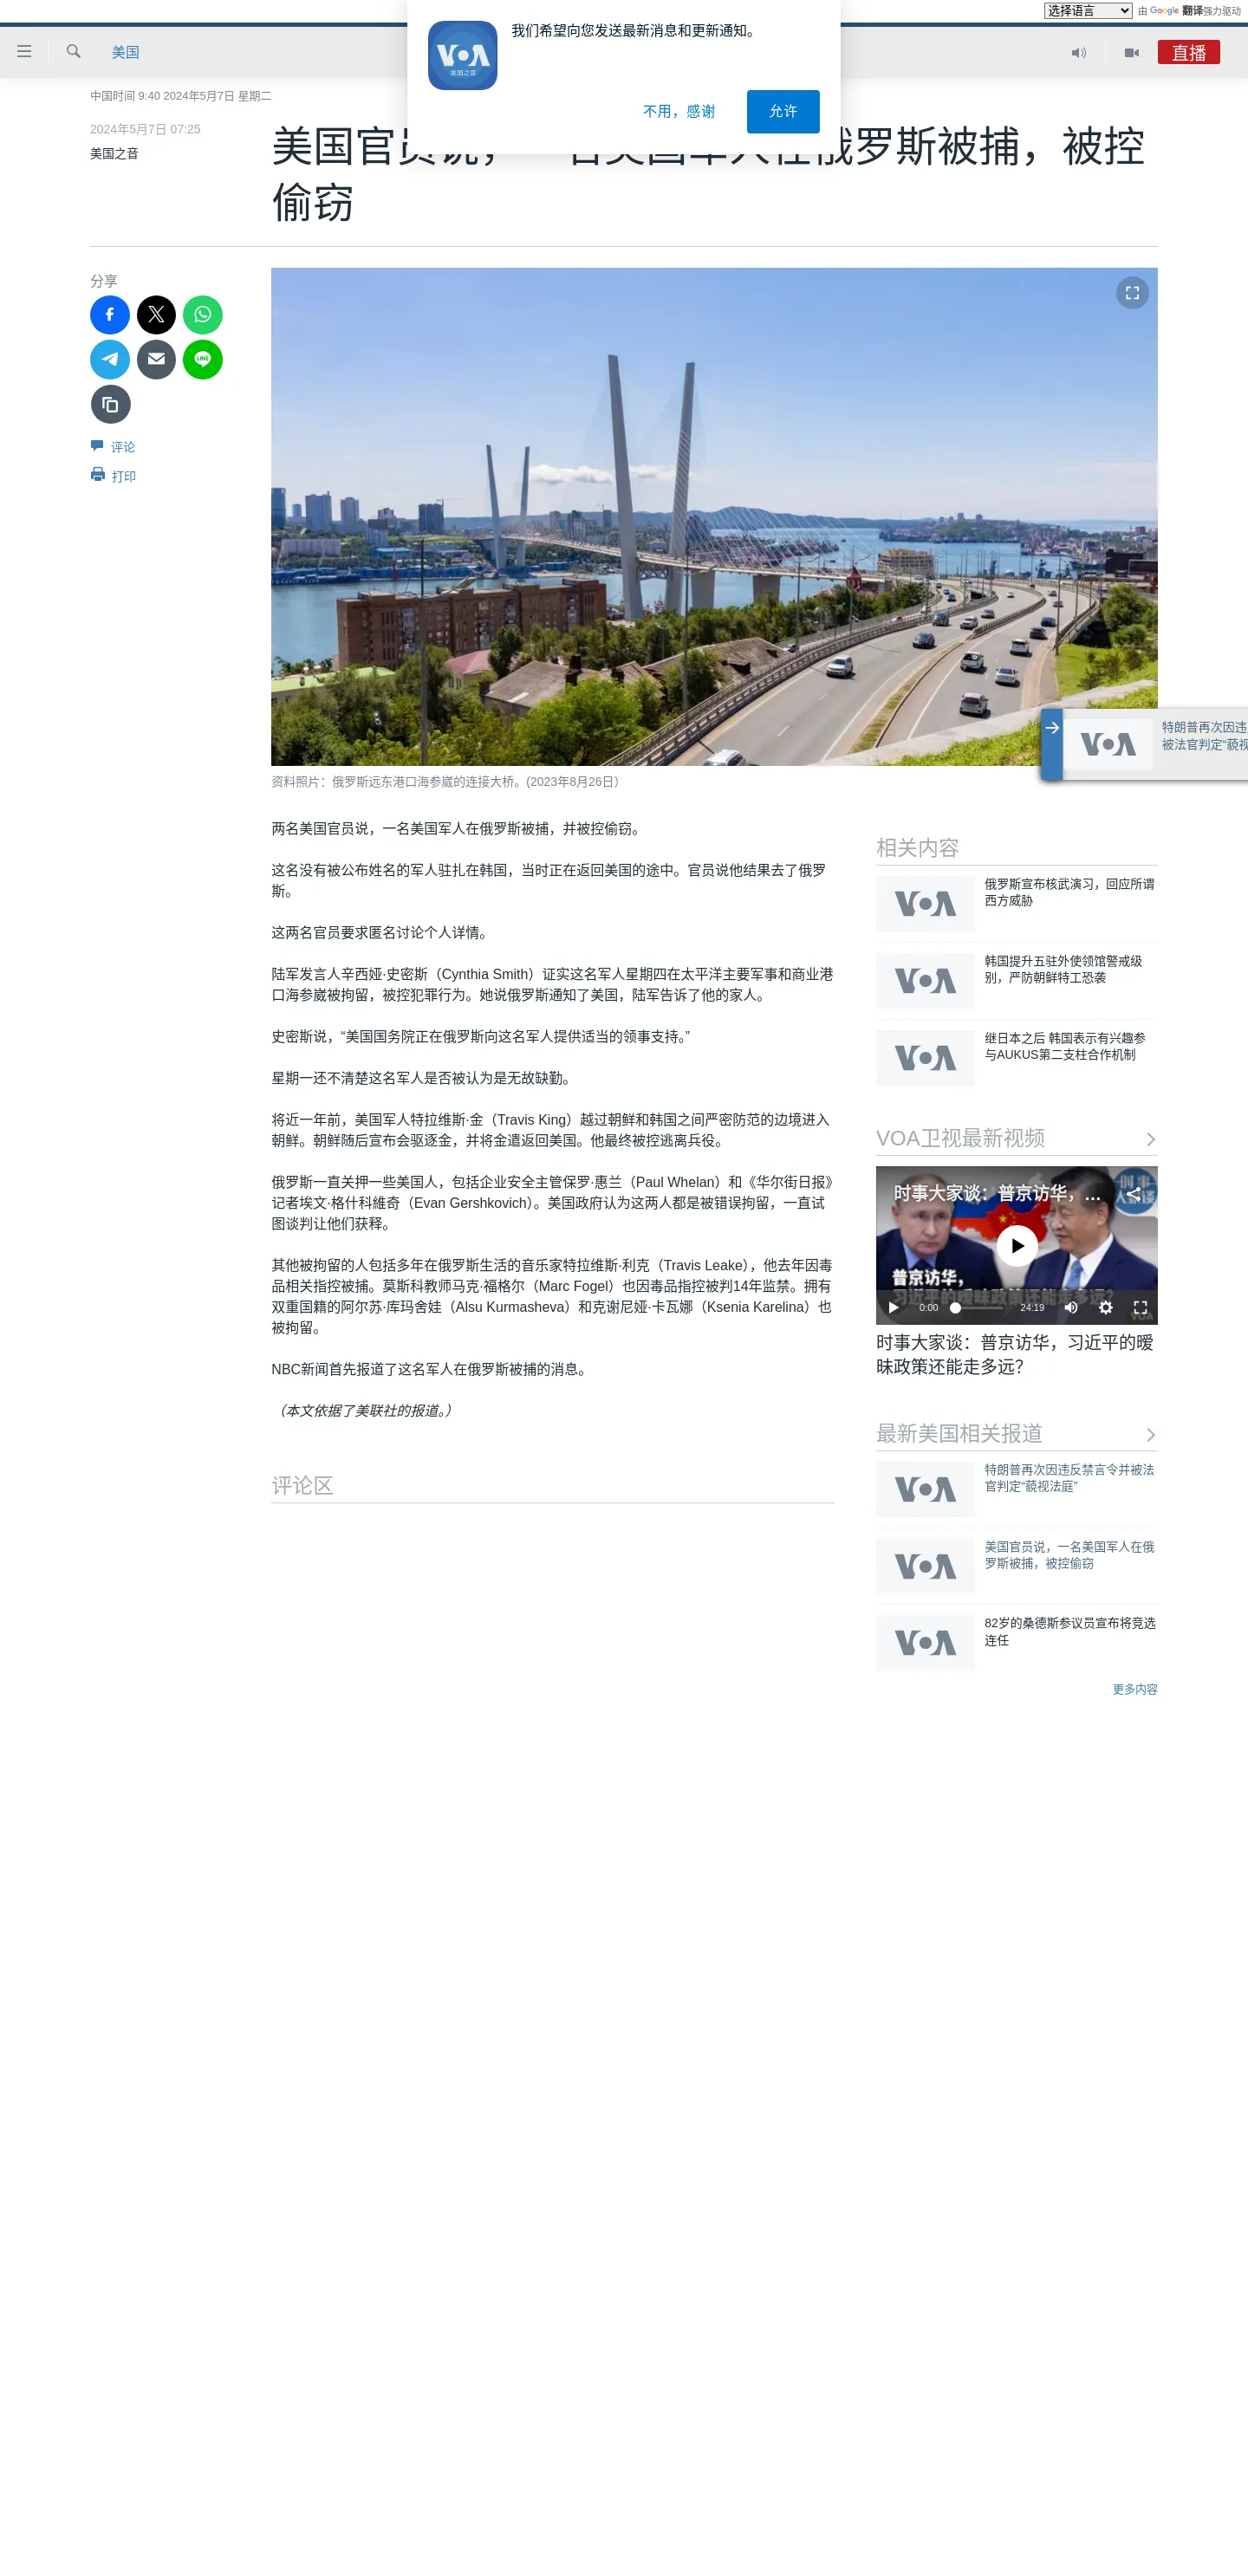 选择语言
由 Google 翻译强力驱动
美国
直播
我们希望向您发送最新消息和更新通知。
VOA
美国之音
不用，感谢
允许
中国时间 9:40 2024年5月7日 星期二
2024年5月7日 07:25
美国之音
美国官员说，一名美国军人在俄罗斯被捕，被控
偷窃
分享
LINE
评论
打印
资料照片：俄罗斯远东港口海参崴的连接大桥。(2023年8月26日）
VOA
特朗普再次因违
被法官判定“藐视
两名美国官员说，一名美国军人在俄罗斯被捕，并被控偷窃。
这名没有被公布姓名的军人驻扎在韩国，当时正在返回美国的途中。官员说他结果去了俄罗
斯。
这两名官员要求匿名讨论个人详情。
陆军发言人辛西娅·史密斯（Cynthia Smith）证实这名军人星期四在太平洋主要军事和商业港
口海参崴被拘留，被控犯罪行为。她说俄罗斯通知了美国，陆军告诉了他的家人。
史密斯说，“美国国务院正在俄罗斯向这名军人提供适当的领事支持。”
星期一还不清楚这名军人是否被认为是无故缺勤。
将近一年前，美国军人特拉维斯·金（Travis King）越过朝鲜和韩国之间严密防范的边境进入
朝鲜。朝鲜随后宣布会驱逐金，并将金遣返回美国。他最终被控逃离兵役。
俄罗斯一直关押一些美国人，包括企业安全主管保罗·惠兰（Paul Whelan）和《华尔街日报》
记者埃文·格什科維奇（Evan Gershkovich）。美国政府认为这两人都是被错误拘留，一直试
图谈判让他们获释。
其他被拘留的人包括多年在俄罗斯生活的音乐家特拉维斯·利克（Travis Leake），他去年因毒
品相关指控被捕。莫斯科教师马克·福格尔（Marc Fogel）也因毒品指控被判14年监禁。拥有
双重国籍的阿尔苏·库玛舍娃（Alsu Kurmasheva）和克谢尼娅·卡瓦娜（Ksenia Karelina）也
被拘留。
NBC新闻首先报道了这名军人在俄罗斯被捕的消息。
（本文依据了美联社的报道。）
评论区
相关内容
VOA
俄罗斯宣布核武演习，回应所谓
西方威胁
VOA
韩国提升五驻外使领馆警戒级
别，严防朝鲜特工恐袭
VOA
继日本之后 韩国表示有兴趣参
与AUKUS第二支柱合作机制
VOA卫视最新视频
时事大家谈：普京访华，...
普京访华，
0:00
24:19
VOA
时事大家谈：普京访华，习近平的暧
昧政策还能走多远？
最新美国相关报道
VOA
特朗普再次因违反禁言令并被法
官判定“藐视法庭”
VOA
美国官员说，一名美国军人在俄
罗斯被捕，被控偷窃
VOA
82岁的桑德斯参议员宣布将竞选
连任
更多内容